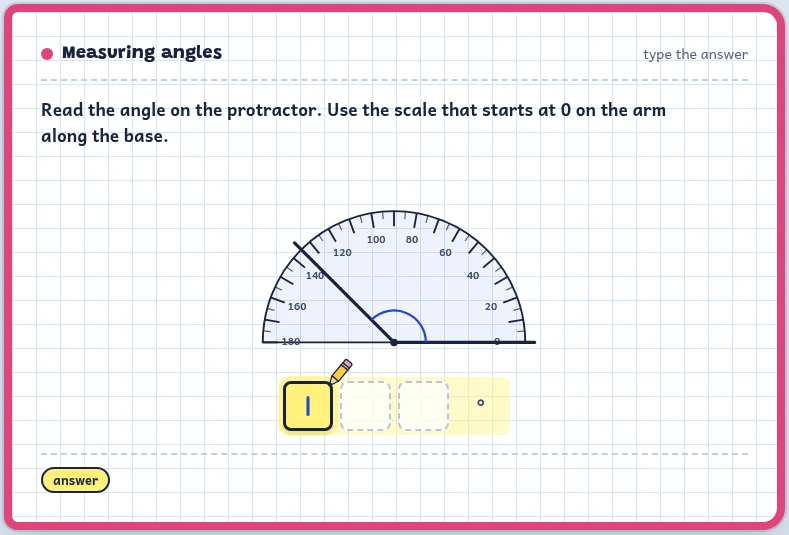 Measuring angles
type the answer
Read the angle on the protractor. Use the scale that starts at 0 on the arm
along the base.
100 80
120 60
140 40
160 20
180 0
°
answer